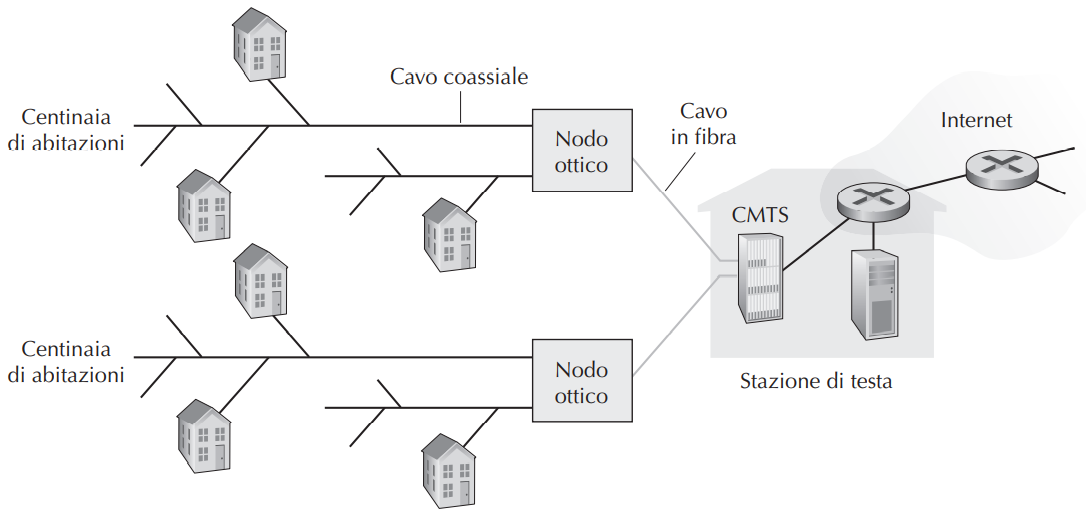 Cavo coassiale
Centinaia
di abitazioni
Nodo
ottico
Cavo
in fibra
Internet
CMTS
Centinaia
di abitazioni
Nodo
ottico
Stazione di testa